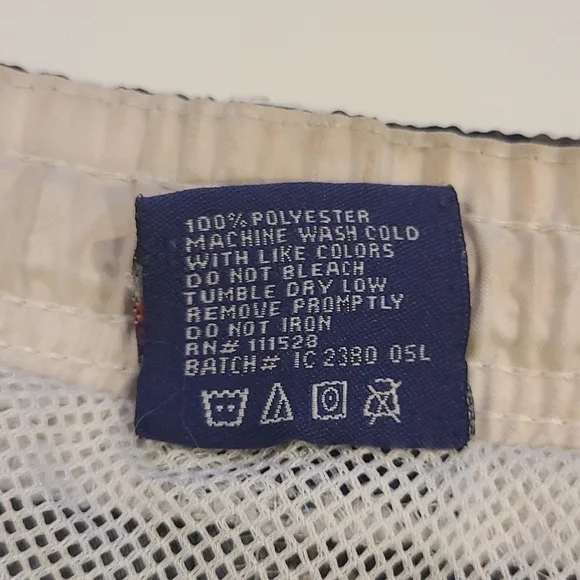 100% POLYESTER
MACHINE WASH COLD
WITH LIKE COLORS
DO NOT BLEACH
TUMBLE DRY LOW
REMOVE PROMPTLY
DO NOT IRON
RN# 111528
BATCH# IC 2380 05L